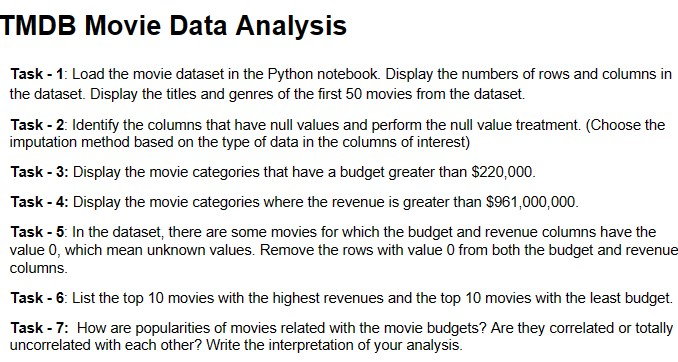 TMDB Movie Data Analysis
Task - 1: Load the movie dataset in the Python notebook. Display the numbers of rows and columns in
the dataset. Display the titles and genres of the first 50 movies from the dataset.
Task - 2: Identify the columns that have null values and perform the null value treatment. (Choose the
imputation method based on the type of data in the columns of interest)
Task - 3: Display the movie categories that have a budget greater than $220,000.
Task - 4: Display the movie categories where the revenue is greater than $961,000,000.
Task - 5: In the dataset, there are some movies for which the budget and revenue columns have the
value 0, which mean unknown values. Remove the rows with value 0 from both the budget and revenue
columns.
Task - 6: List the top 10 movies with the highest revenues and the top 10 movies with the least budget.
Task - 7: How are popularities of movies related with the movie budgets? Are they correlated or totally
uncorrelated with each other? Write the interpretation of your analysis.